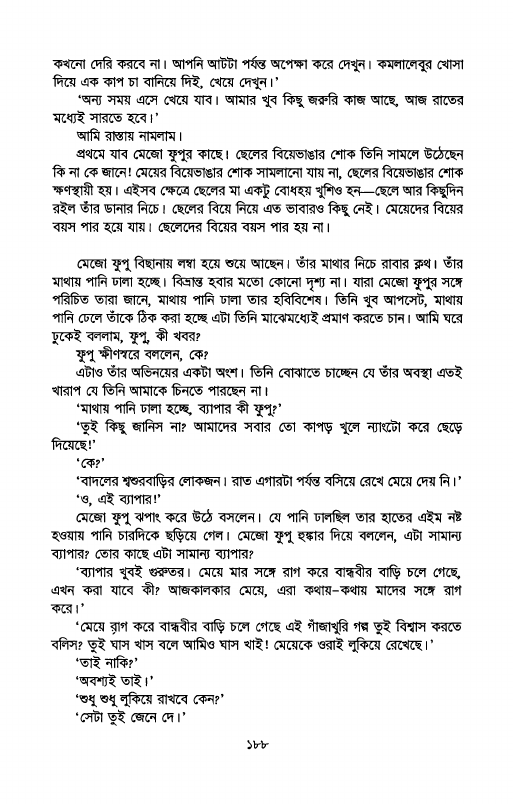 কখনো দেরি করবে না। আপনি আটটা পর্যন্ত অপেক্ষা করে দেখুন। কমলালেবুর খোসা
দিয়ে এক কাপ চা বানিয়ে দিই, খেয়ে দেখুন।’
‘অন্য সময় এসে খেয়ে যাব। আমার খুব কিছু জরুরি কাজ আছে, আজ রাতের
মধ্যেই সারতে হবে।’
আমি রাস্তায় নামলাম।
প্রথমে যাব মেজো ফুপুর কাছে। ছেলের বিয়েভাঙার শোক তিনি সামলে উঠেছেন
কি না কে জানে! মেয়ের বিয়েভাঙার শোক সামলানো যায় না, ছেলের বিয়েভাঙার শোক
ক্ষণস্থায়ী হয়। এইসব ক্ষেত্রে ছেলের মা একটু বোধহয় খুশিও হন—ছেলে আর কিছুদিন
রইল তাঁর ডানার নিচে। ছেলের বিয়ে নিয়ে এত ভাবারও কিছু নেই। মেয়েদের বিয়ের
বয়স পার হয়ে যায়। ছেলেদের বিয়ের বয়স পার হয় না।
মেজো ফুপু বিছানায় লম্বা হয়ে শুয়ে আছেন। তাঁর মাথার নিচে রাবার ক্লথ। তাঁর
মাথায় পানি ঢালা হচ্ছে। বিভ্রান্ত হবার মতো কোনো দৃশ্য না। যারা মেজো ফুপুর সঙ্গে
পরিচিত তারা জানে, মাথায় পানি ঢালা তার হবিবিশেষ। তিনি খুব আপসেট, মাথায়
পানি ঢেলে তাঁকে ঠিক করা হচ্ছে এটা তিনি মাঝেমধ্যেই প্রমাণ করতে চান। আমি ঘরে
ঢুকেই বললাম, ফুপু, কী খবর?
ফুপু ক্ষীণস্বরে বললেন, কে?
এটাও তাঁর অভিনয়ের একটা অংশ। তিনি বোঝাতে চাচ্ছেন যে তাঁর অবস্থা এতই
খারাপ যে তিনি আমাকে চিনতে পারছেন না।
‘মাথায় পানি ঢালা হচ্ছে, ব্যাপার কী ফুপু?’
‘তুই কিছু জানিস না? আমাদের সবার তো কাপড় খুলে ন্যাংটো করে ছেড়ে
দিয়েছে!’
‘কে?’
‘বাদলের শ্বশুরবাড়ির লোকজন। রাত এগারটা পর্যন্ত বসিয়ে রেখে মেয়ে দেয় নি।’
‘ও, এই ব্যাপার!’
মেজো ফুপু ঝপাং করে উঠে বসলেন। যে পানি ঢালছিল তার হাতের এইম নষ্ট
হওয়ায় পানি চারদিকে ছড়িয়ে গেল। মেজো ফুপু হুঙ্কার দিয়ে বললেন, এটা সামান্য
ব্যাপার? তোর কাছে এটা সামান্য ব্যাপার?
‘ব্যাপার খুবই গুরুতর। মেয়ে মার সঙ্গে রাগ করে বান্ধবীর বাড়ি চলে গেছে,
এখন করা যাবে কী? আজকালকার মেয়ে, এরা কথায়-কথায় মাদের সঙ্গে রাগ
করে।’
‘মেয়ে রাগ করে বান্ধবীর বাড়ি চলে গেছে এই গাঁজাখুরি গল্প তুই বিশ্বাস করতে
বলিস? তুই ঘাস খাস বলে আমিও ঘাস খাই! মেয়েকে ওরাই লুকিয়ে রেখেছে।’
‘তাই নাকি?’
‘অবশ্যই তাই।’
‘শুধু শুধু লুকিয়ে রাখবে কেন?’
‘সেটা তুই জেনে দে।’
১৮৮